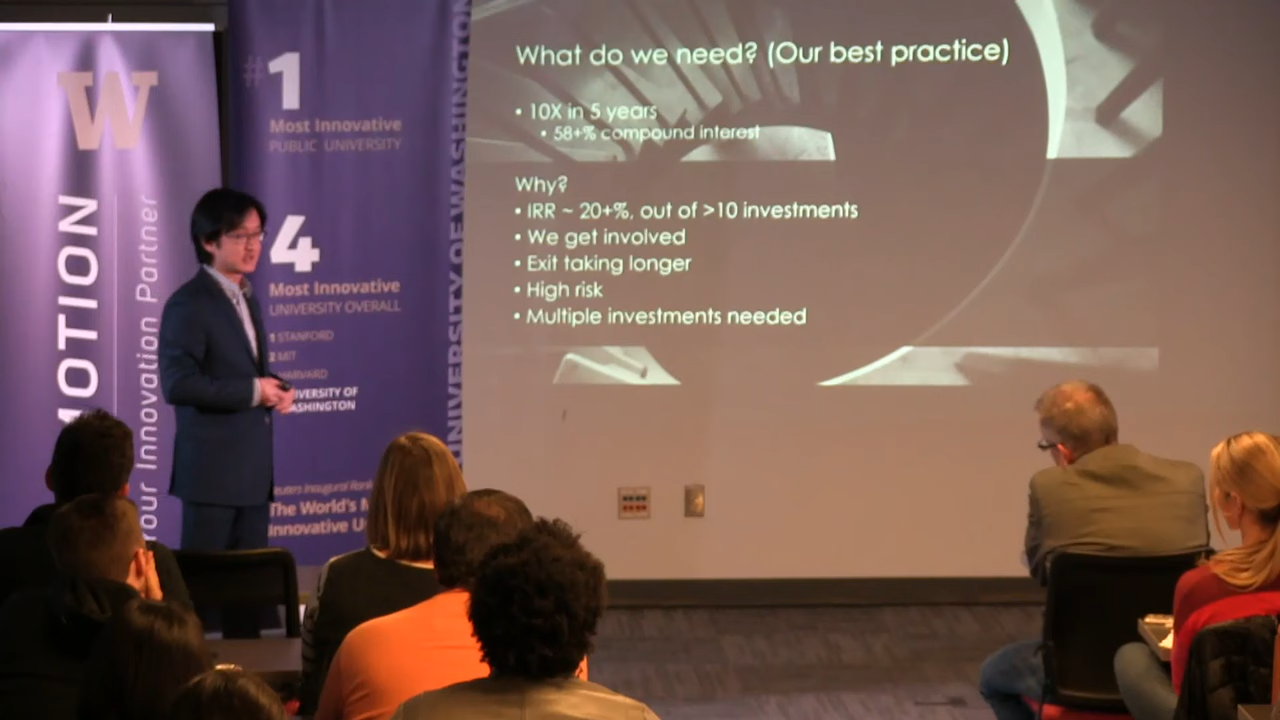 W
MOTION
Your Innovation Partner
#1
Most Innovative
PUBLIC UNIVERSITY
4
Most Innovative
UNIVERSITY OVERALL
1 STANFORD
2 MIT
HARVARD
UNIVERSITY OF
WASHINGTON
The World's
Innovative
UNIVERSITY OF WASHINGTON
What do we need? (Our best practice)
• 10X in 5 years
• 58+% compound interest
Why?
• IRR ~ 20+%, out of >10 investments
• We get involved
• Exit taking longer
• High risk
• Multiple investments needed